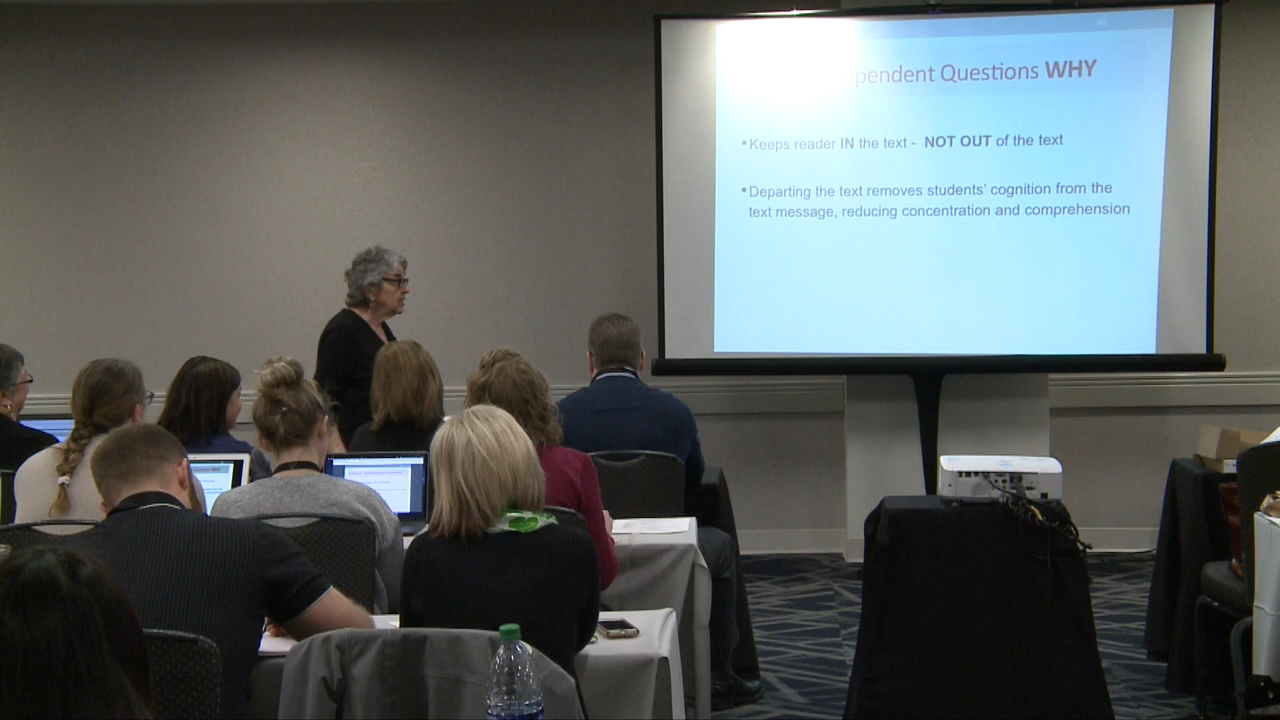 pendent Questions WHY
• Keeps reader IN the text - NOT OUT of the text
• Departing the text removes students' cognition from the
text message, reducing concentration and comprehension